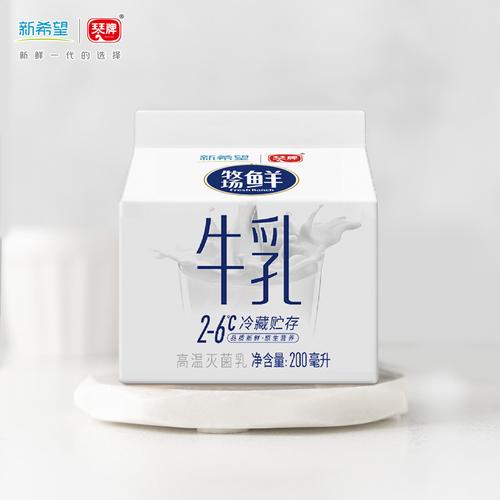 新希望 琴牌
新鲜一代的选择
新希望 琴牌
牧场鲜
Fresh Ranch
牛乳
2-6℃冷藏贮存
品质新鲜·原生营养
高温灭菌乳 净含量:200毫升